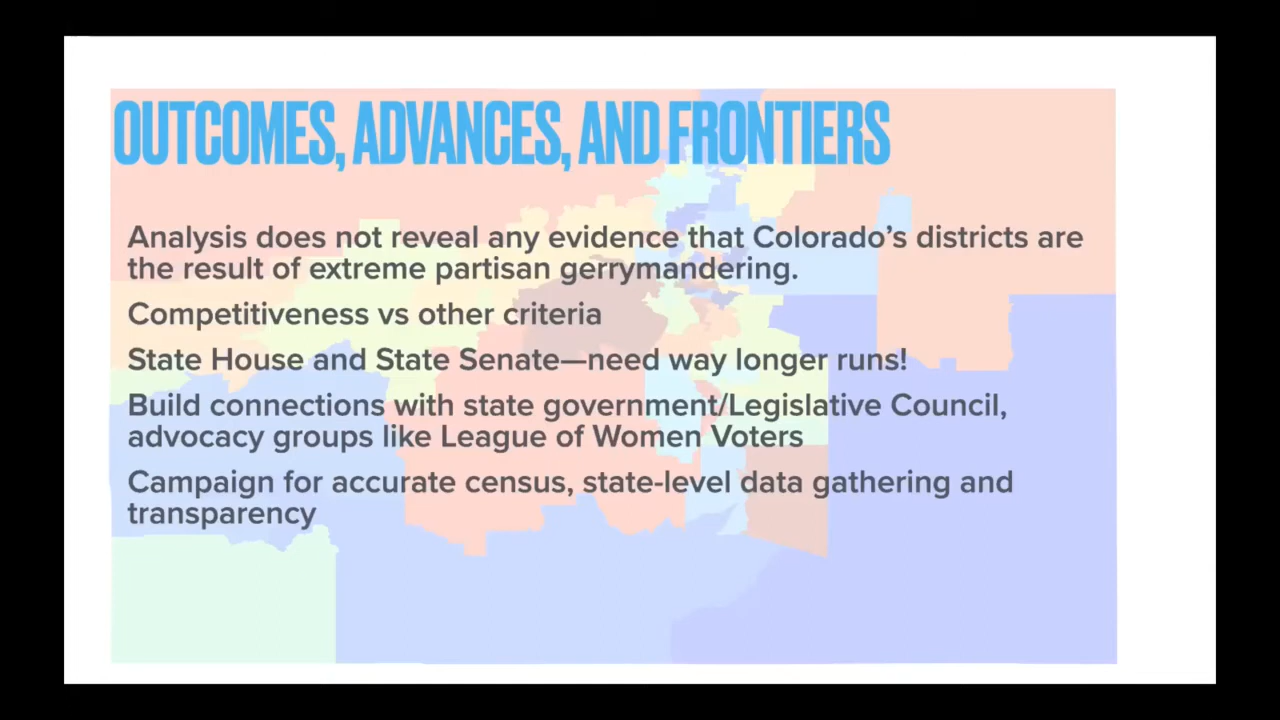 OUTCOMES, ADVANCES, AND FRONTIERS
Analysis does not reveal any evidence that Colorado’s districts are
the result of extreme partisan gerrymandering.
Competitiveness vs other criteria
State House and State Senate—need way longer runs!
Build connections with state government/Legislative Council,
advocacy groups like League of Women Voters
Campaign for accurate census, state-level data gathering and
transparency